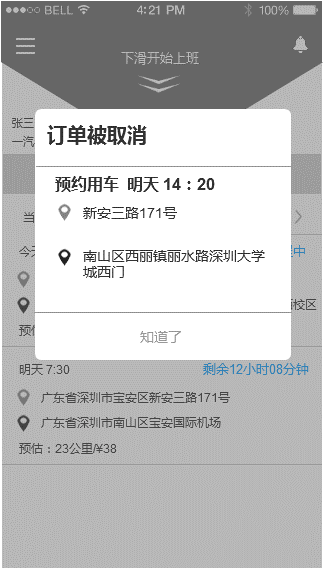 BELL 4:21 PM 100%
下滑开始上班
张三
一汽
订单被取消
预约用车 明天 14：20
新安三路171号
南山区西丽镇丽水路深圳大学
城西门
知道了
当
今天
中
校区
预估
明天 7:30 剩余12小时08分钟
广东省深圳市宝安区新安三路171号
广东省深圳市南山区宝安国际机场
预估：23公里/¥38